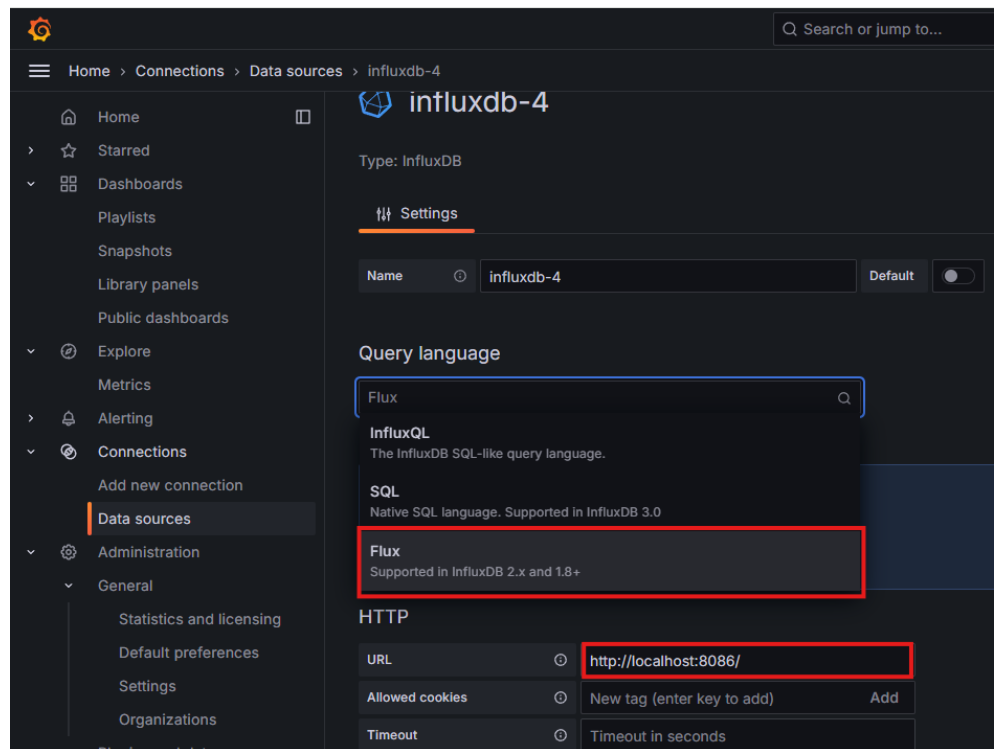 Search or jump to...
Home › Connections › Data sources › influxdb-4
Home
Starred
Dashboards
Playlists
Snapshots
Library panels
Public dashboards
Explore
Metrics
Alerting
Connections
Add new connection
Data sources
Administration
General
Statistics and licensing
Default preferences
Settings
Organizations
influxdb-4
Type: InfluxDB
Settings
Name influxdb-4 Default
Query language
Flux
InfluxQL
The InfluxDB SQL-like query language.
SQL
Native SQL language. Supported in InfluxDB 3.0
Flux
Supported in InfluxDB 2.x and 1.8+
HTTP
URL http://localhost:8086/
Allowed cookies New tag (enter key to add) Add
Timeout Timeout in seconds